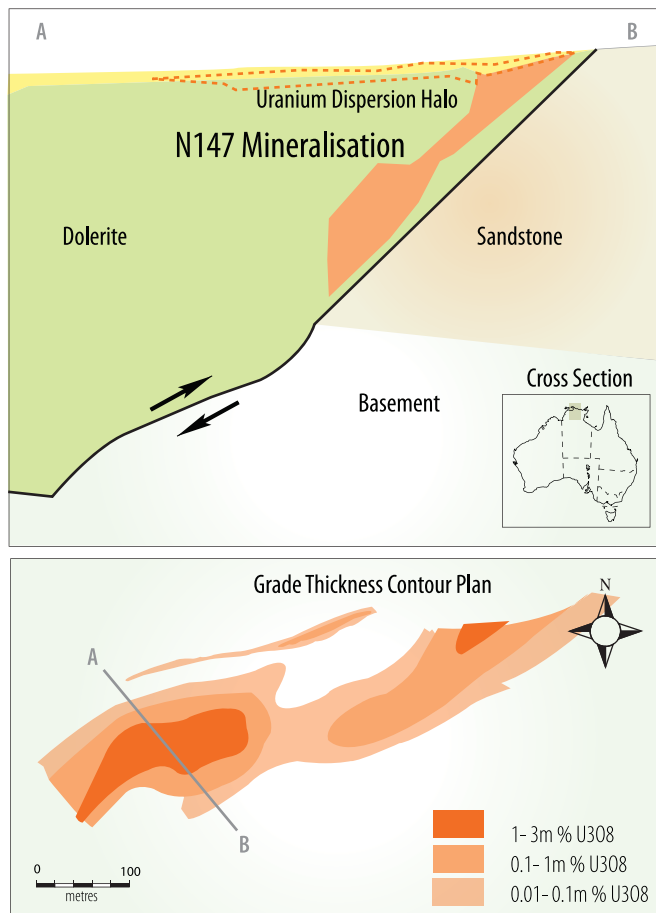 A
B
Uranium Dispersion Halo
N147 Mineralisation
Dolerite
Sandstone
Basement
Cross Section
Grade Thickness Contour Plan
N
A
B
0 100
metres
1- 3m % U3O8
0.1- 1m % U3O8
0.01- 0.1m % U3O8